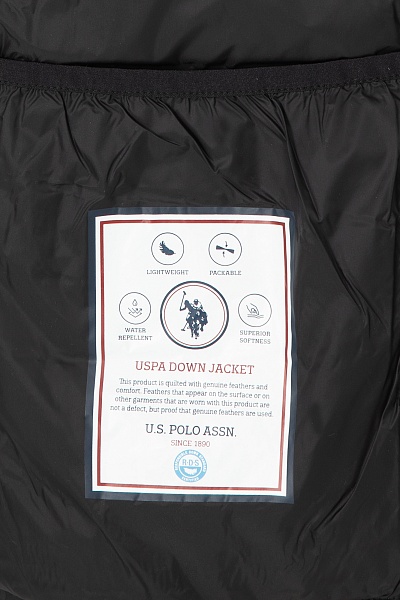 LIGHTWEIGHT
PACKABLE
WATER
REPELLENT
SUPERIOR
SOFTNESS
USPA DOWN JACKET
This product is quilted with genuine feathers and
comfort. Feathers that appear on the surface or on
other garments that are worn with this product are
not a defect, but proof that genuine feathers are used.
U.S. POLO ASSN.
SINCE 1890
RDS